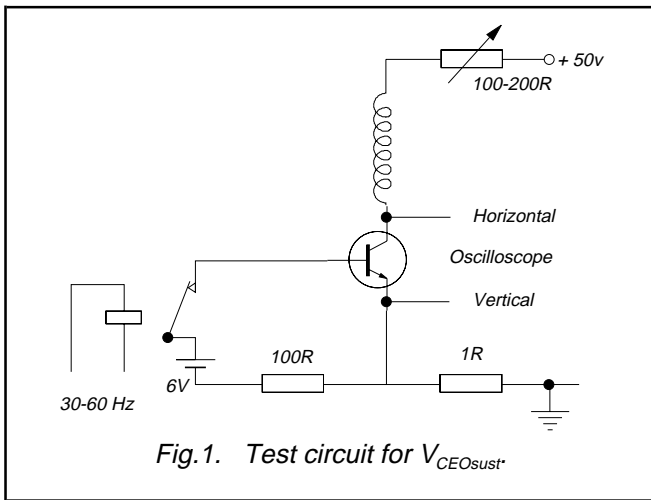 + 50v
100-200R
Horizontal
Oscilloscope
Vertical
100R
1R
6V
30-60 Hz
Fig.1. Test circuit for VCEOsust.